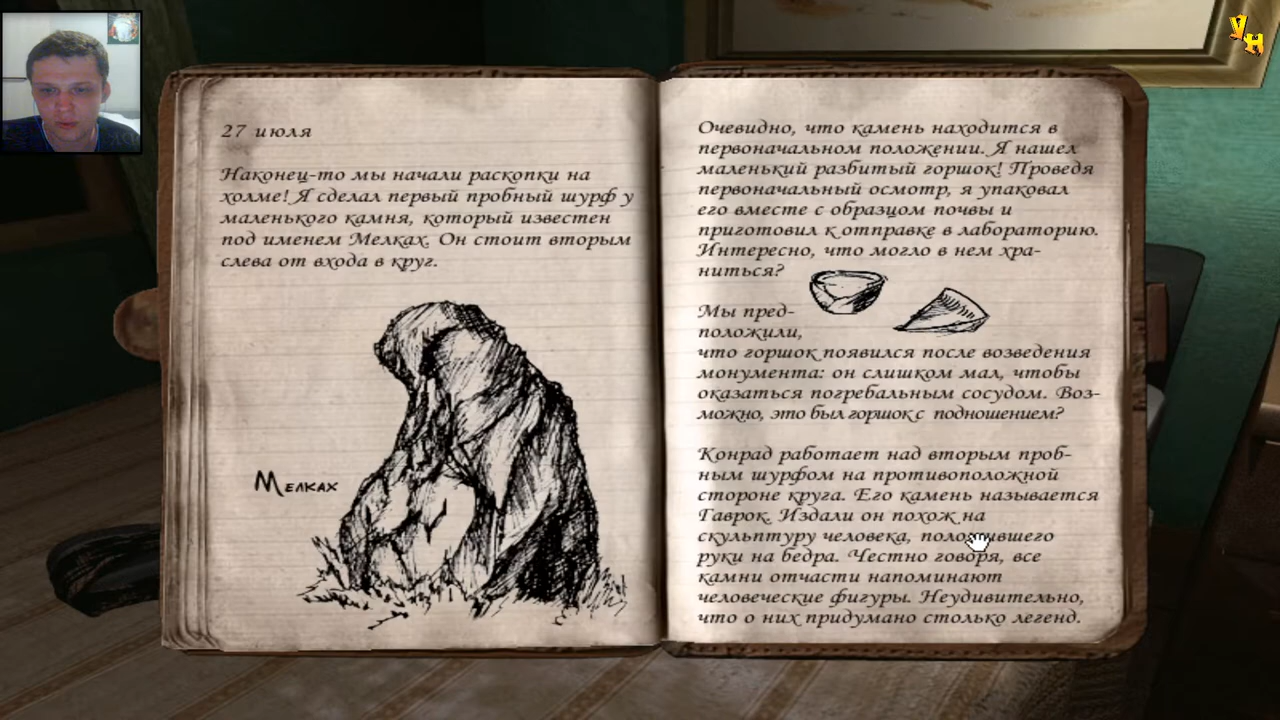 УН
27 июля
Наконец-то мы начали раскопки на
холме! Я сделал первый пробный шурф у
маленького камня, который известен
под именем Мелках. Он стоит вторым
слева от входа в круг.
Мелках
Очевидно, что камень находится в
первоначальном положении. Я нашел
маленький разбитый горшок! Проведя
первоначальный осмотр, я упаковал
его вместе с образцом почвы и
приготовил к отправке в лабораторию.
Интересно, что могло в нем хра-
ниться?
Мы пред-
положили,
что горшок появился после возведения
монумента: он слишком мал, чтобы
оказаться погребальным сосудом. Воз-
можно, это был горшок с подношением?
Конрад работает над вторым проб-
ным шурфом на противоположной
стороне круга. Его камень называется
Гаврок. Издали он похож на
скульптуру человека, положившего
руки на бедра. Честно говоря, все
камни отчасти напоминают
человеческие фигуры. Неудивительно,
что о них придумано столько легенд.